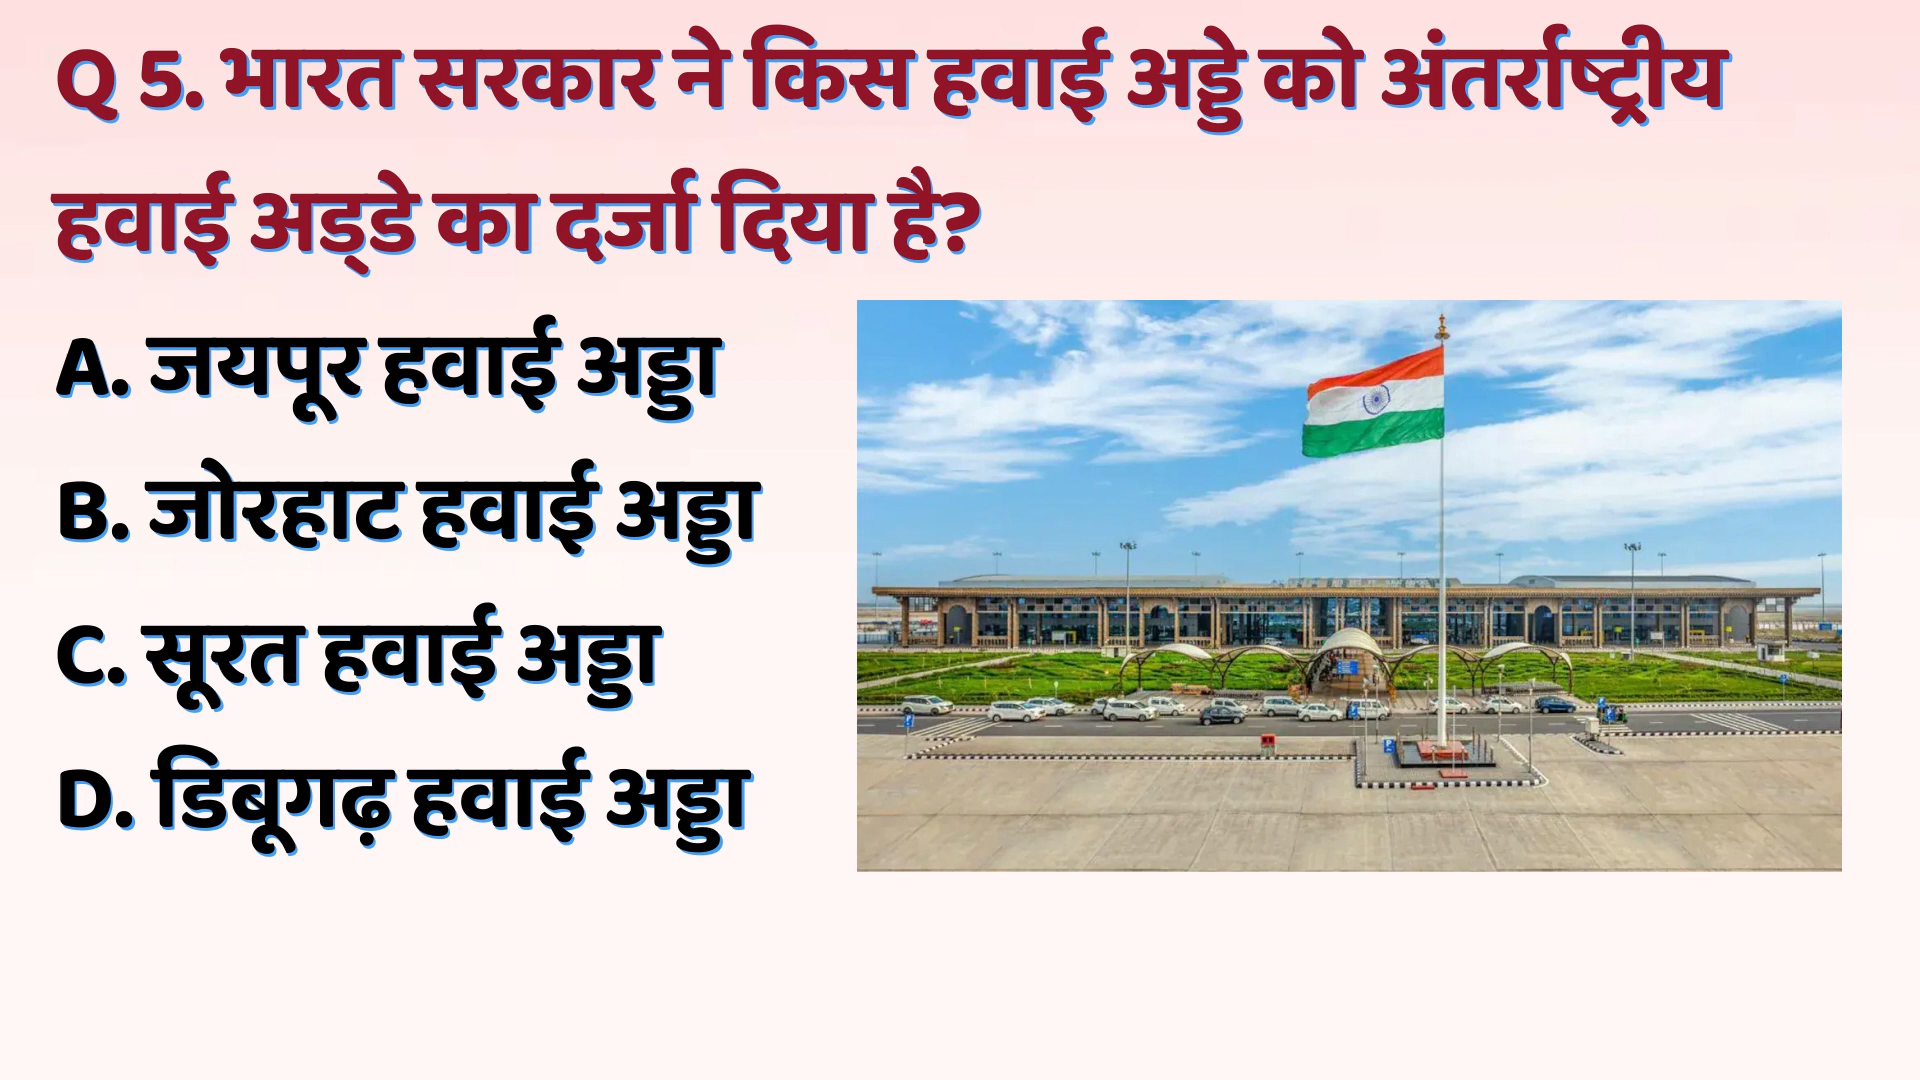 Q 5. भारत सरकार ने किस हवाई अड्डे को अंतर्राष्ट्रीय
हवाई अड्‌डे का दर्जा दिया है?
A. जयपूर हवाई अड्डा
B. जोरहाट हवाई अड्डा
C. सूरत हवाई अड्डा
D. डिबूगढ़ हवाई अड्डा